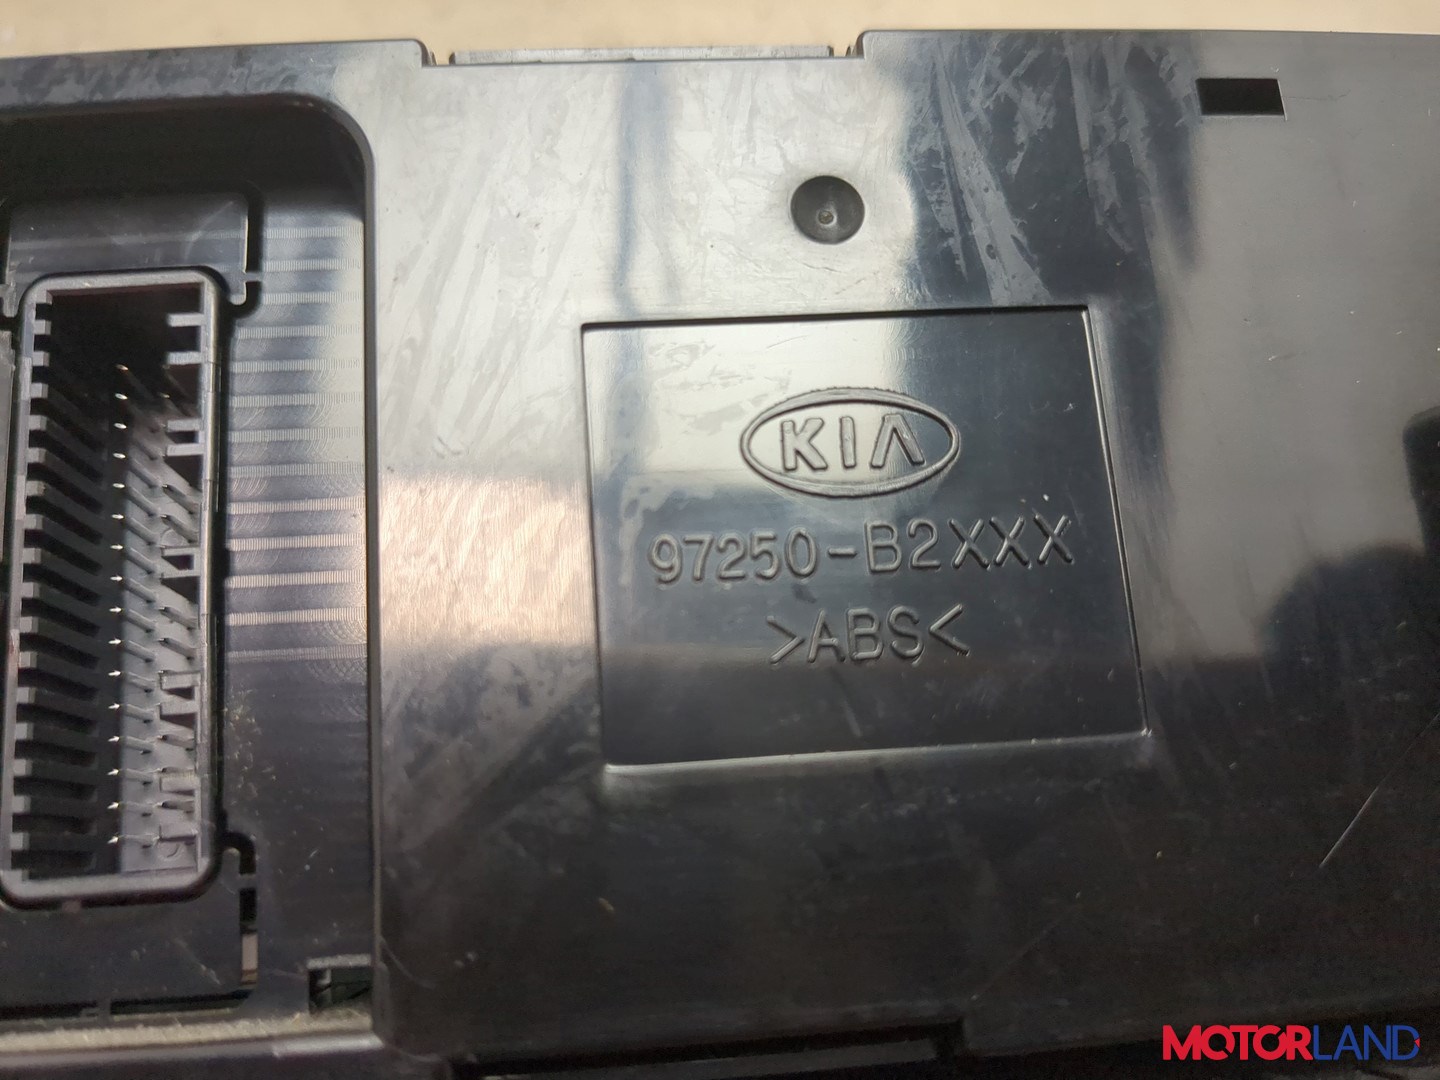 KIA
97250-B2XXX
>ABS<
MOTORLAND